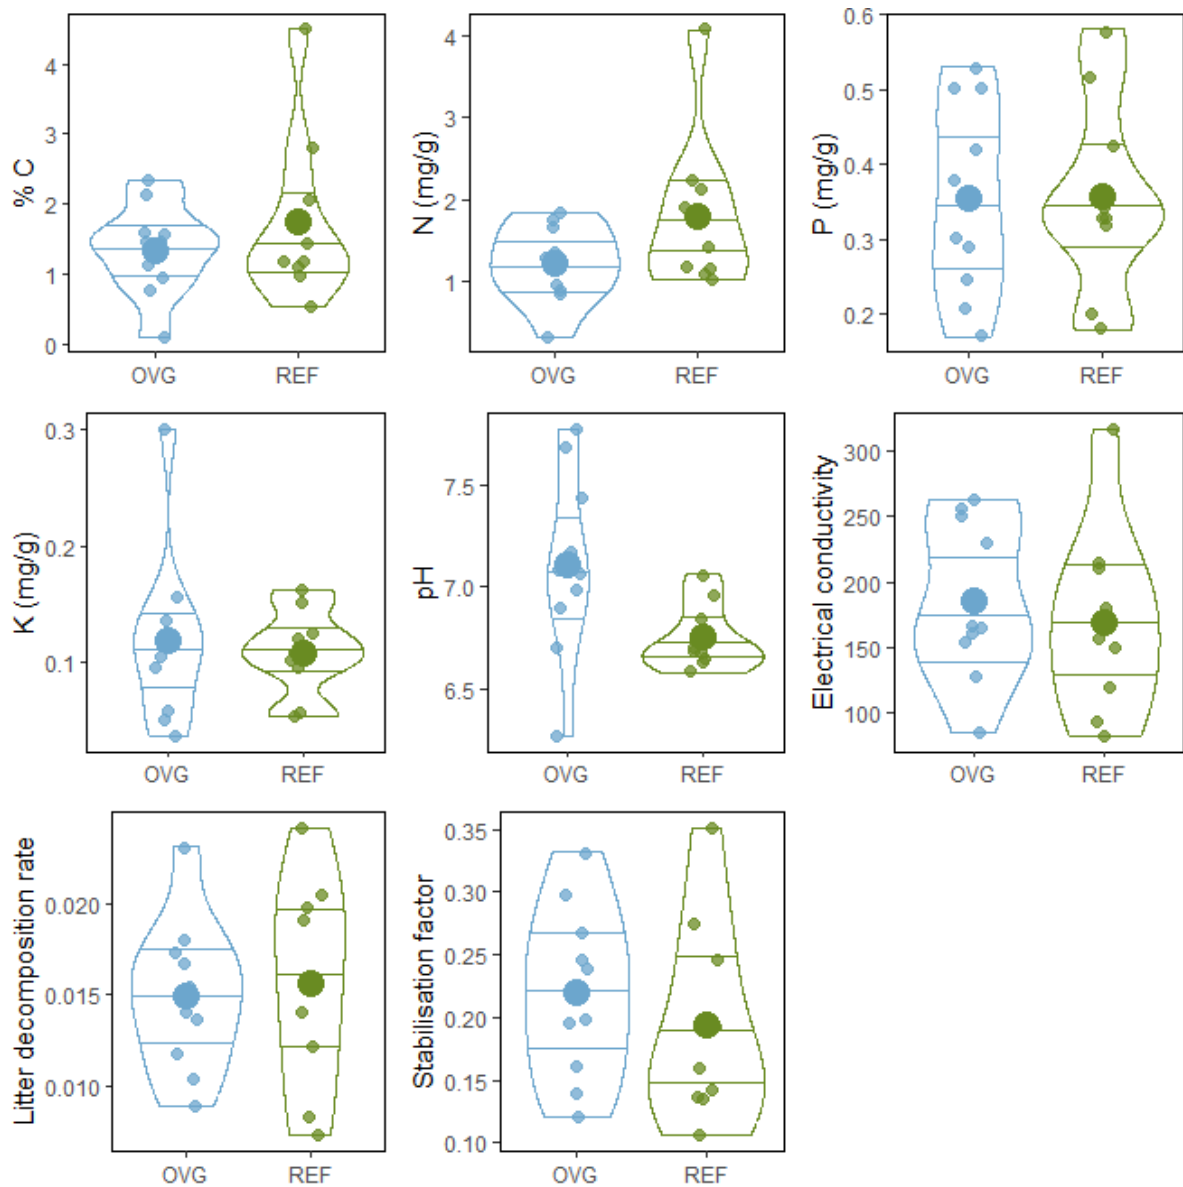 % C
4
3
2
1
0
OVG REF
N (mg/g)
4
3
2
1
OVG REF
P (mg/g)
0.6
0.5
0.4
0.3
0.2
OVG REF
K (mg/g)
0.3
0.2
0.1
OVG REF
pH
7.5
7.0
6.5
OVG REF
Electrical conductivity
300
250
200
150
100
OVG REF
Litter decomposition rate
0.020
0.015
0.010
OVG REF
Stabilisation factor
0.35
0.30
0.25
0.20
0.15
0.10
OVG REF